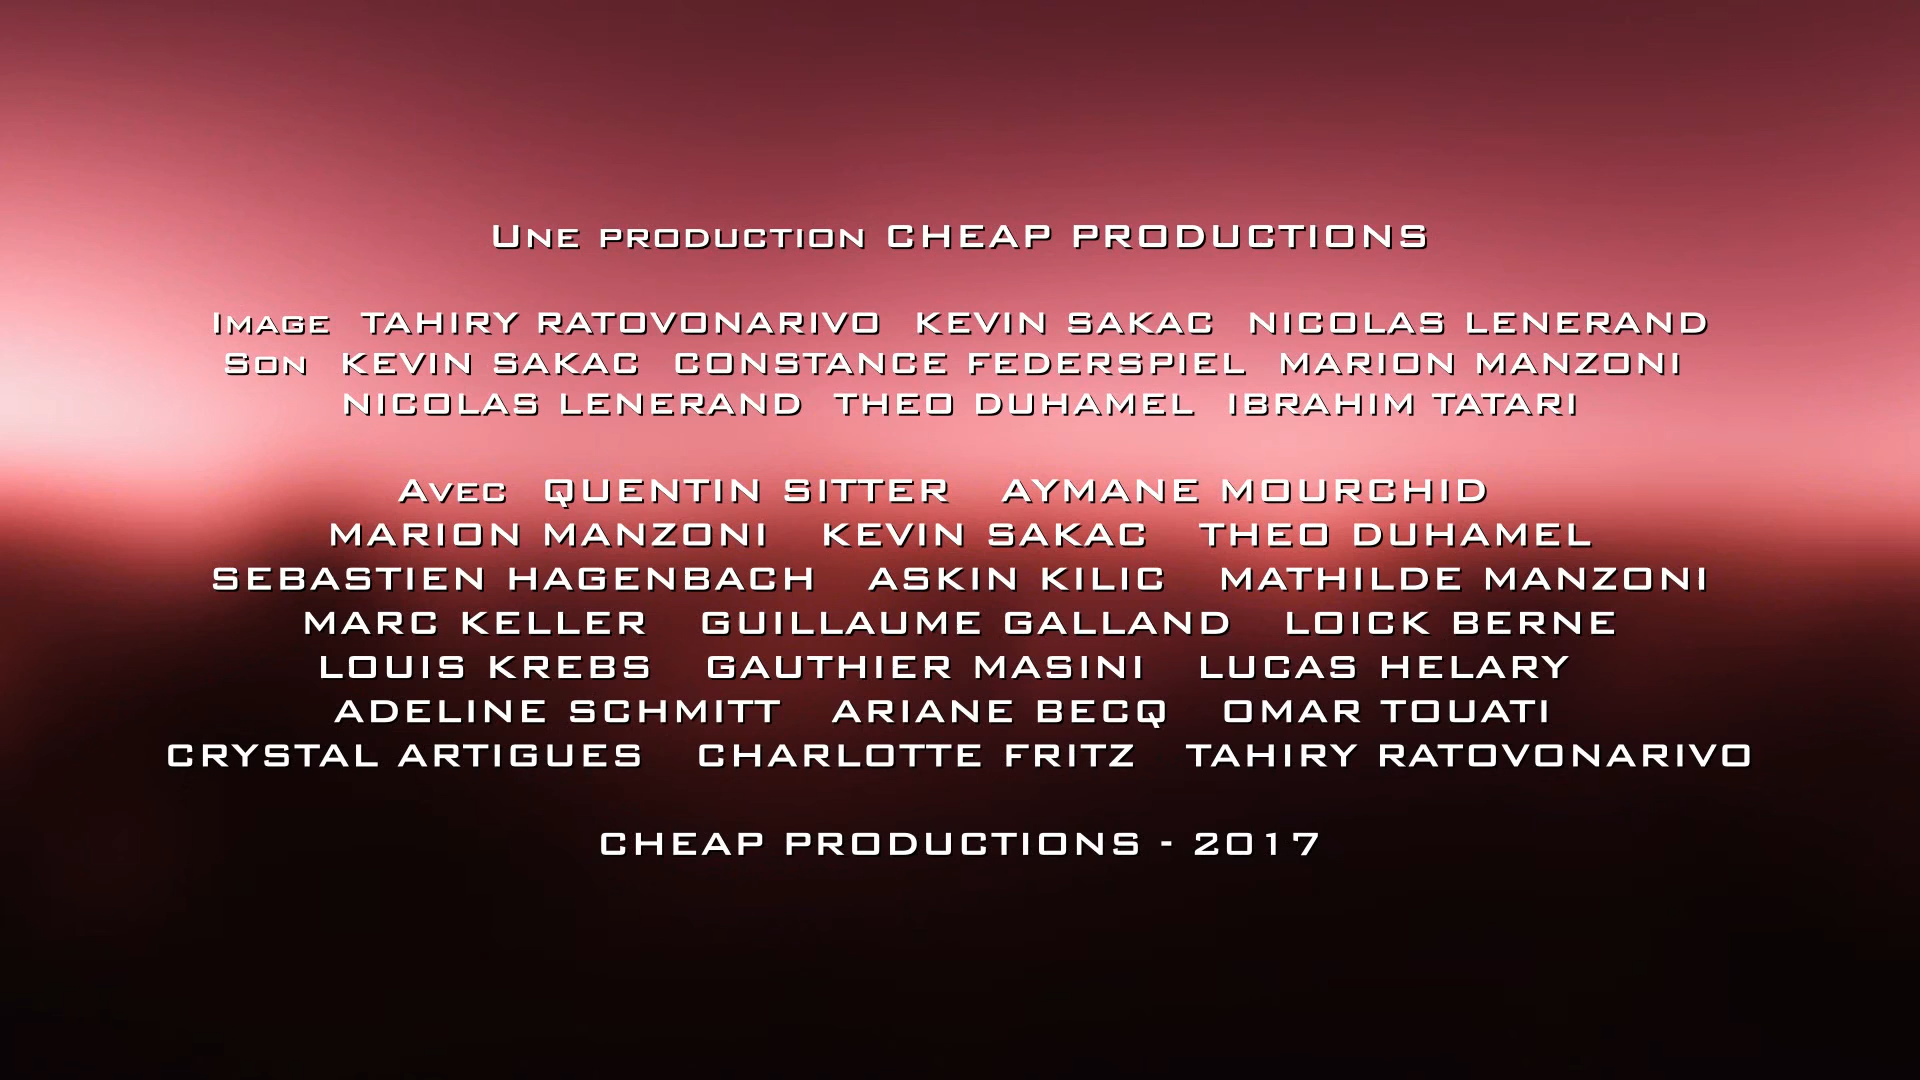 Une production CHEAP PRODUCTIONS
Image TAHIRY RATOVONARIVO KEVIN SAKAC NICOLAS LENERAND
Son KEVIN SAKAC CONSTANCE FEDERSPIEL MARION MANZONI
NICOLAS LENERAND THEO DUHAMEL IBRAHIM TATARI
Avec QUENTIN SITTER AYMANE MOURCHID
MARION MANZONI KEVIN SAKAC THEO DUHAMEL
SEBASTIEN HAGENBACH ASKIN KILIC MATHILDE MANZONI
MARC KELLER GUILLAUME GALLAND LOICK BERNE
LOUIS KREBS GAUTHIER MASINI LUCAS HELARY
ADELINE SCHMITT ARIANE BECQ OMAR TOUATI
CRYSTAL ARTIGUES CHARLOTTE FRITZ TAHIRY RATOVONARIVO
CHEAP PRODUCTIONS - 2017